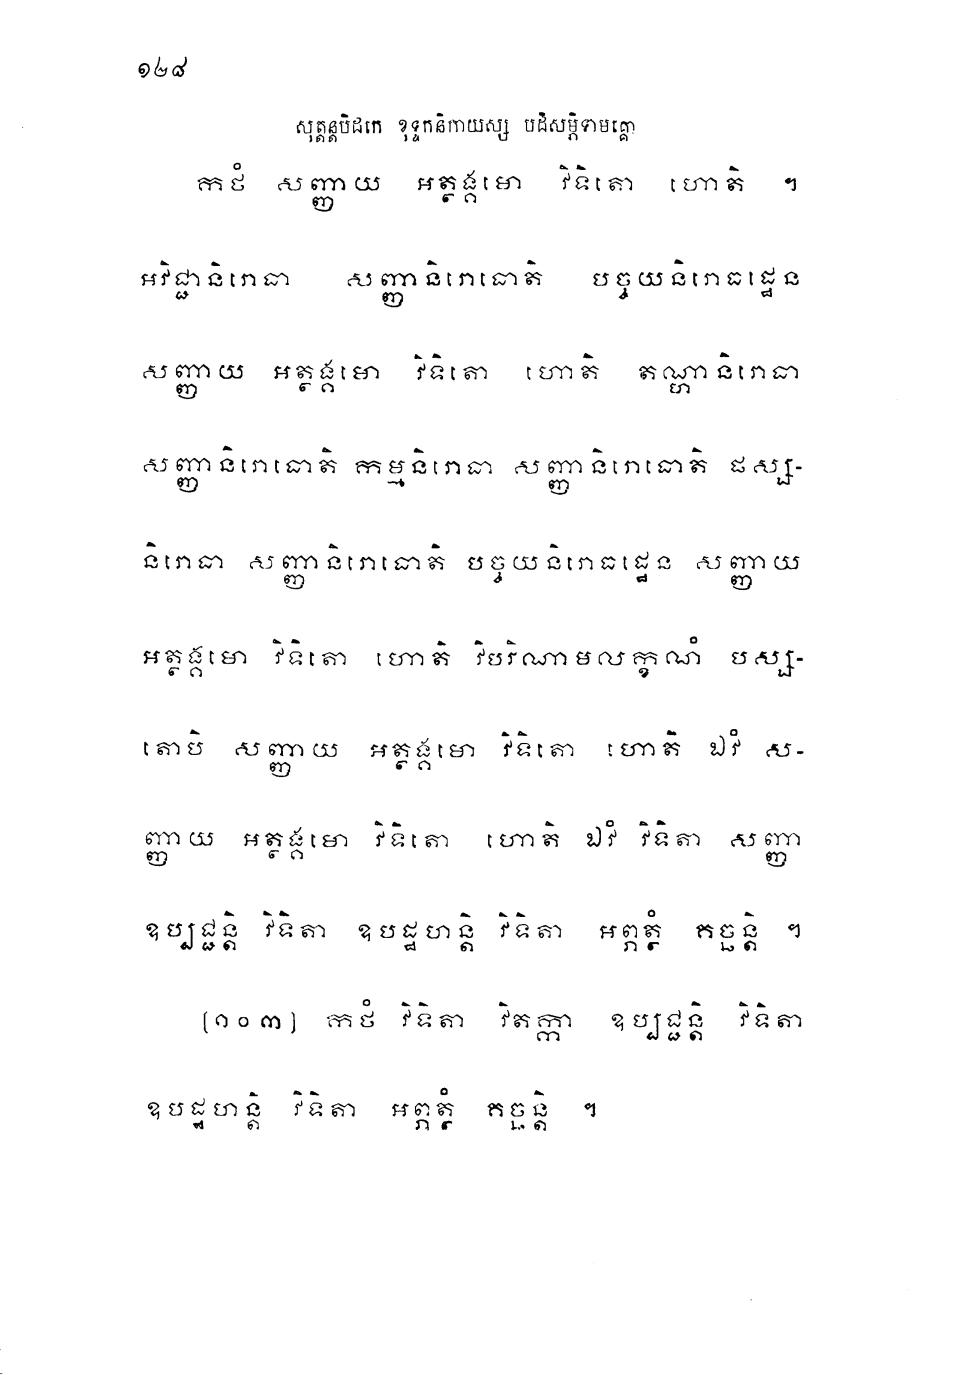 ១២៨
សុត្តន្តបិដកេ ខុទ្ទកនិកាយស្ស បដិសម្ភិទាមគ្គោ
កថំ សញ្ញាយ អត្ថង្គមោ វិទិតោ ហោតិ ។
អវិជ្ជានិរោធា សញ្ញានិរោធោតិ បច្ចយនិរោធដ្ឋេន
សញ្ញាយ អត្ថង្គមោ វិទិតោ ហោតិ តណ្ហានិរោធា
សញ្ញានិរោធោតិ កម្មនិរោធា សញ្ញានិរោធោតិ ផស្ស-
និរោធា សញ្ញានិរោធោតិ បច្ចយនិរោធដ្ឋេន សញ្ញាយ
អត្ថង្គមោ វិទិតោ ហោតិ វិបរិណាមលក្ខណំ បស្ស-
តោបិ សញ្ញាយ អត្ថង្គមោ វិទិតោ ហោតិ ឯវំ ស-
ញ្ញាយ អត្ថង្គមោ វិទិតោ ហោតិ ឯវំ វិទិតា សញ្ញា
ឧប្បជ្ជន្តិ វិទិតា ឧបដ្ឋហន្តិ វិទិតា អព្ភត្ថំ គច្ឆន្តិ ។
(១០៣) កថំ វិទិតា វិតក្កា ឧប្បជ្ជន្តិ វិទិតា
ឧបដ្ឋហន្តិ វិទិតា អព្ភត្ថំ គច្ឆន្តិ ។